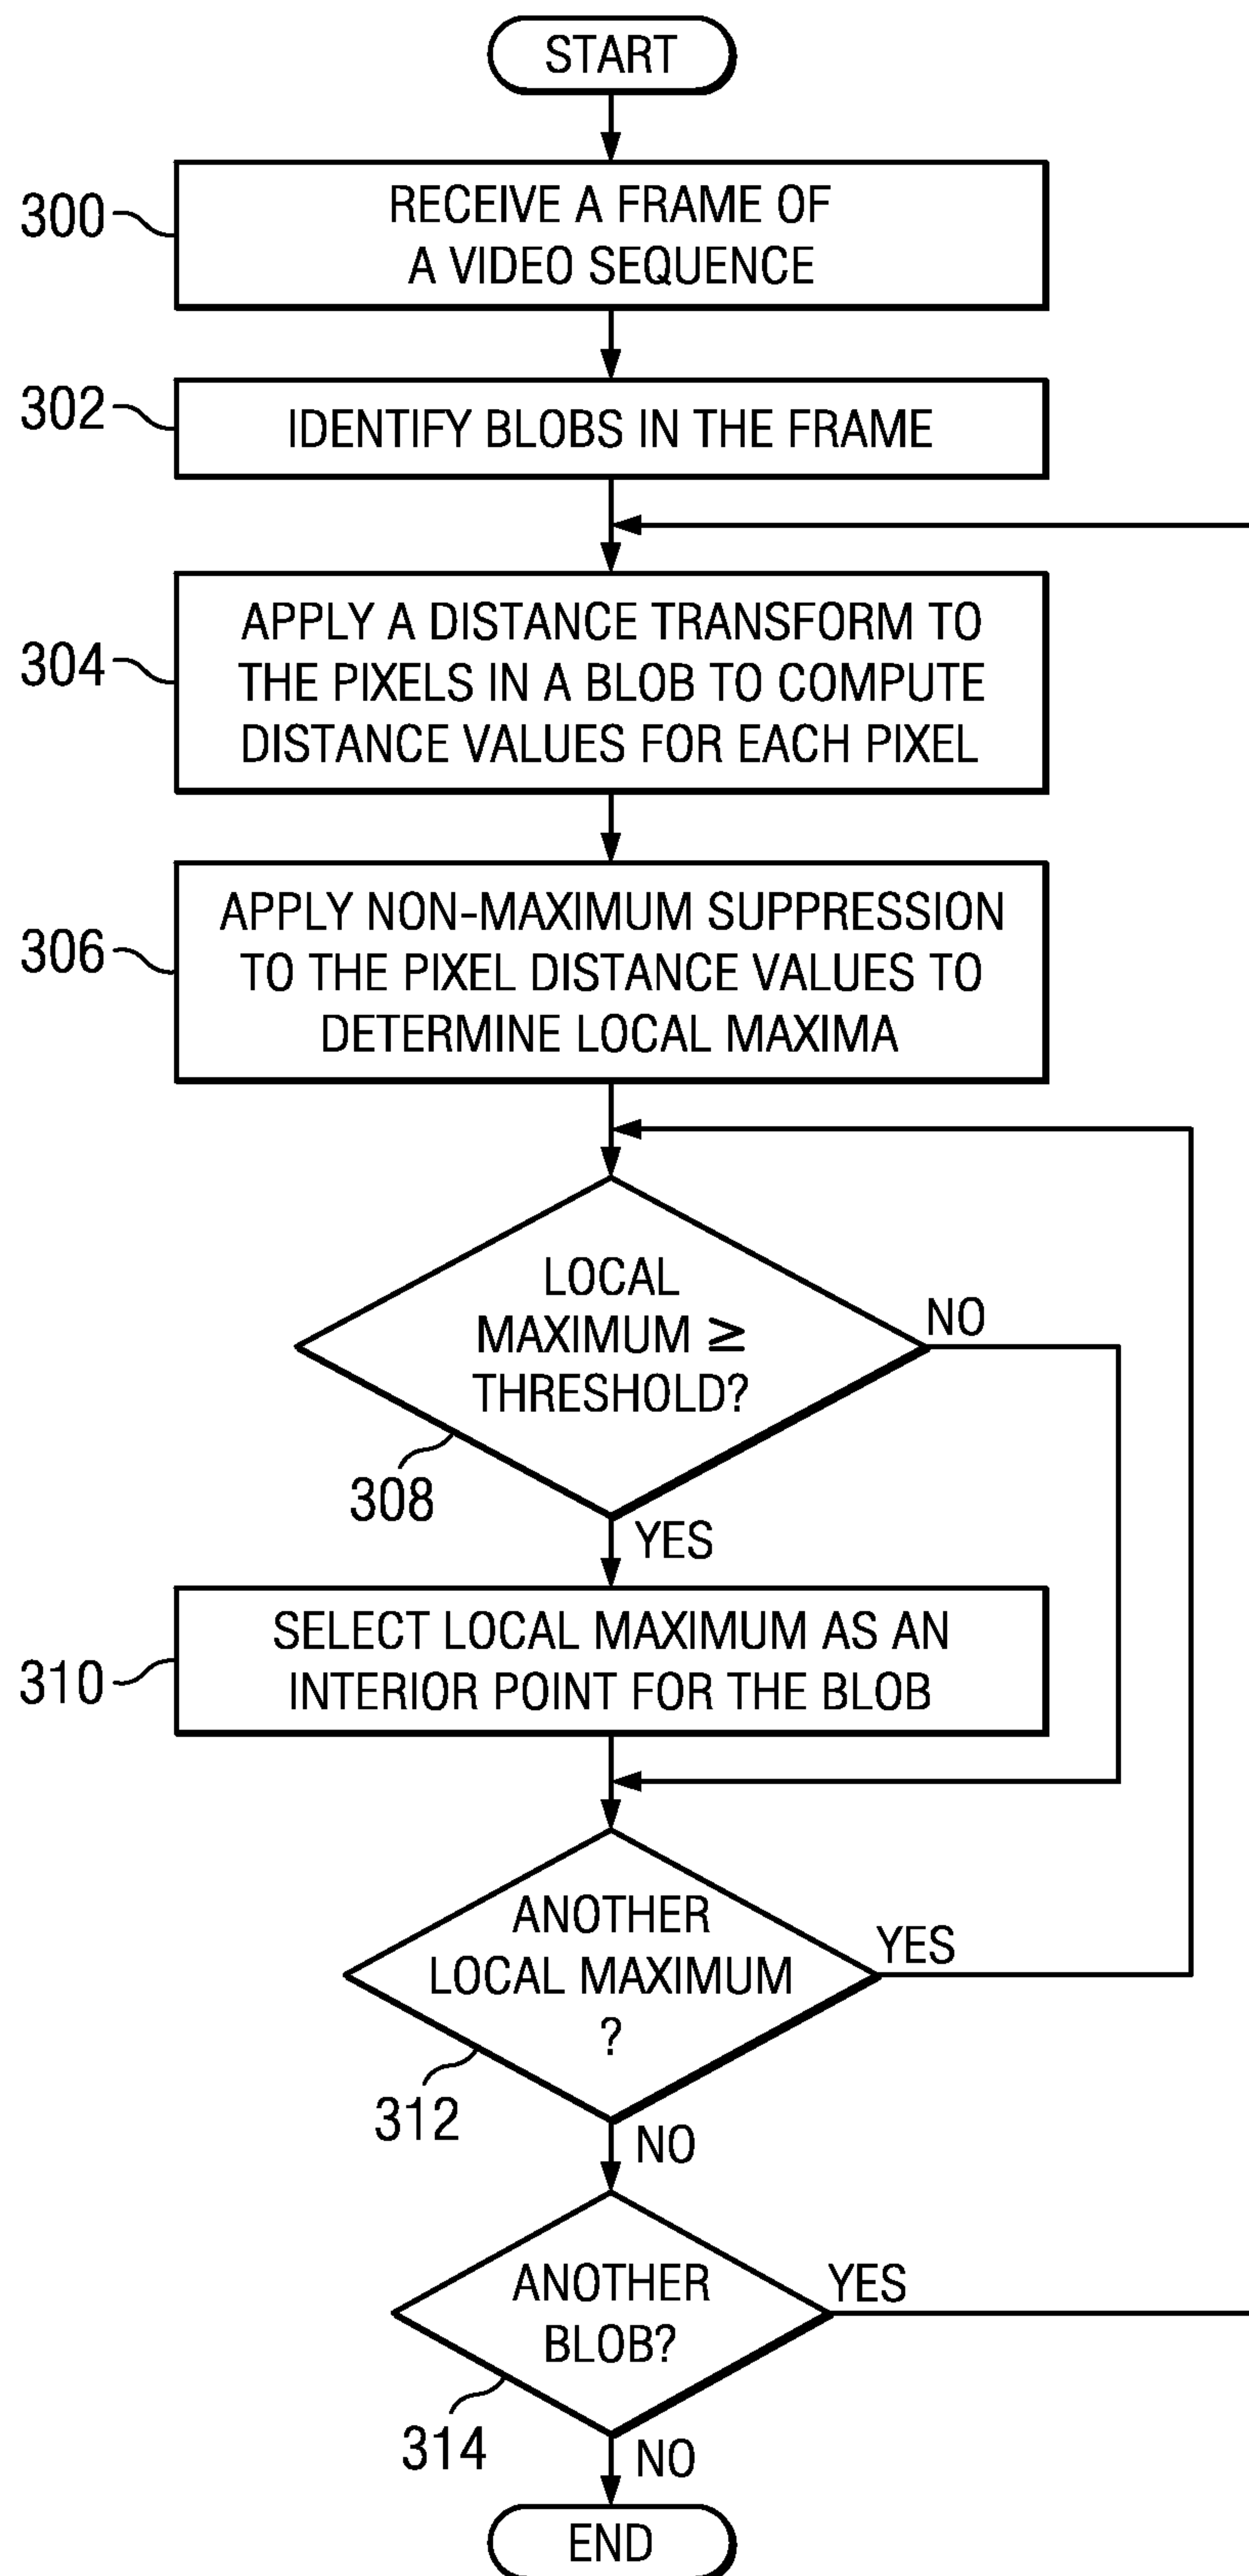 START
300
RECEIVE A FRAME OF
A VIDEO SEQUENCE
302
IDENTIFY BLOBS IN THE FRAME
304
APPLY A DISTANCE TRANSFORM TO
THE PIXELS IN A BLOB TO COMPUTE
DISTANCE VALUES FOR EACH PIXEL
306
APPLY NON-MAXIMUM SUPPRESSION
TO THE PIXEL DISTANCE VALUES TO
DETERMINE LOCAL MAXIMA
LOCAL
MAXIMUM ≥
THRESHOLD?
NO
308
YES
310
SELECT LOCAL MAXIMUM AS AN
INTERIOR POINT FOR THE BLOB
ANOTHER
LOCAL MAXIMUM
?
YES
312
NO
ANOTHER
BLOB?
YES
314
NO
END